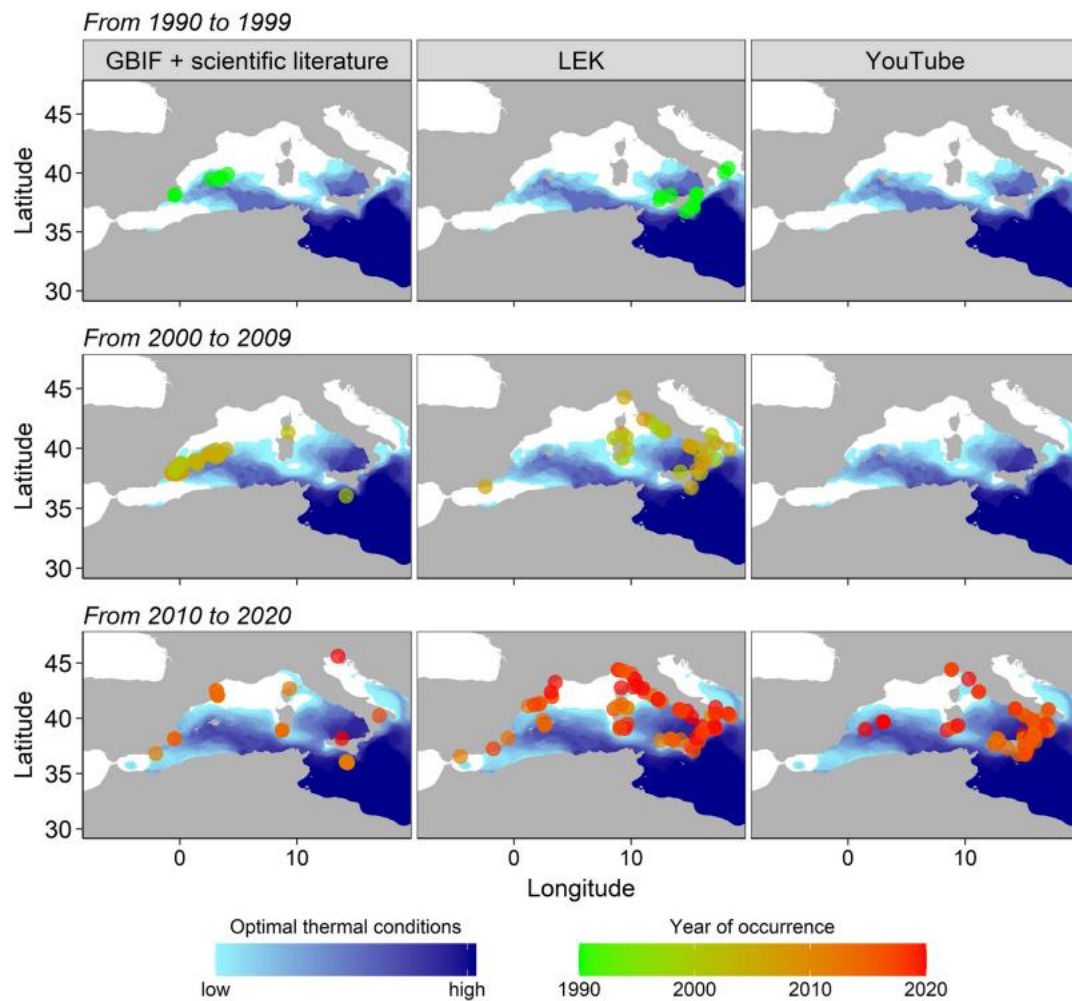 From 1990 to 1999
GBIF + scientific literature
LEK
YouTube
Latitude
45
40
35
30
From 2000 to 2009
Latitude
45
40
35
30
From 2010 to 2020
Latitude
45
40
35
30
0 10 0 10 0 10
Longitude
Optimal thermal conditions
low high
Year of occurrence
1990 2000 2010 2020